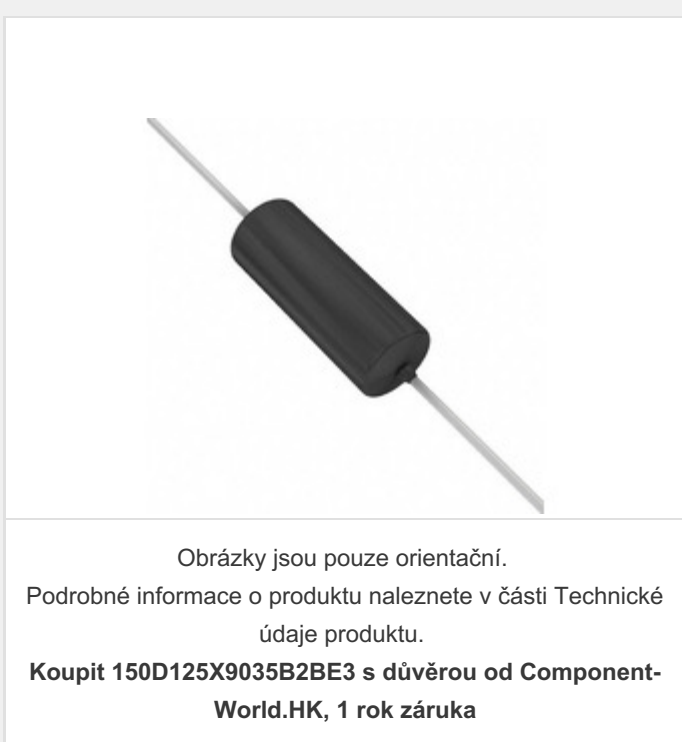 Obrázky jsou pouze orientační.
Podrobné informace o produktu naleznete v části Technické
údaje produktu.
Koupit 150D125X9035B2BE3 s důvěrou od Component-
World.HK, 1 rok záruka